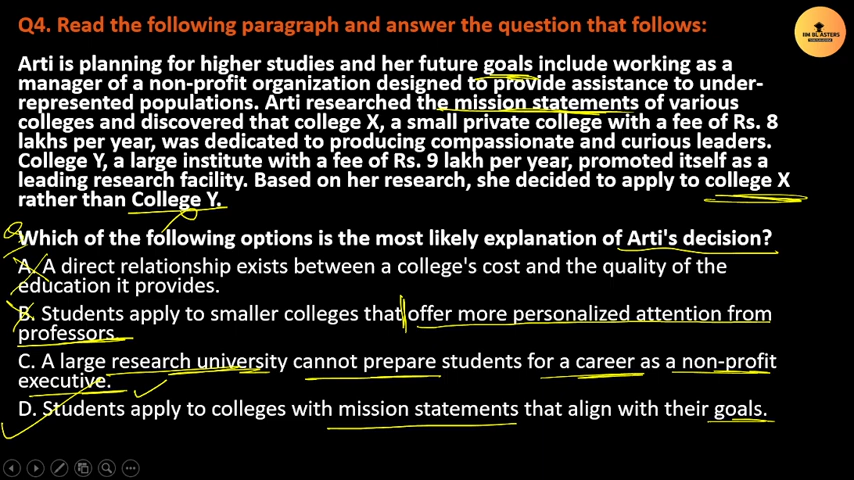 Q4. Read the following paragraph and answer the question that follows:
IIM BL ASTERS
Arti is planning for higher studies and her future goals include working as a
manager of a non-profit organization designed to provide assistance to under-
represented populations. Arti researched the mission statements of various
colleges and discovered that college X, a small private college with a fee of Rs. 8
lakhs per year, was dedicated to producing compassionate and curious leaders.
College Y, a large institute with a fee of Rs. 9 lakh per year, promoted itself as a
leading research facility. Based on her research, she decided to apply to college X
rather than College Y.
Which of the following options is the most likely explanation of Arti's decision?
A. A direct relationship exists between a college's cost and the quality of the
education it provides.
B. Students apply to smaller colleges that offer more personalized attention from
professors.
C. A large research university cannot prepare students for a career as a non-profit
executive.
D. Students apply to colleges with mission statements that align with their goals.